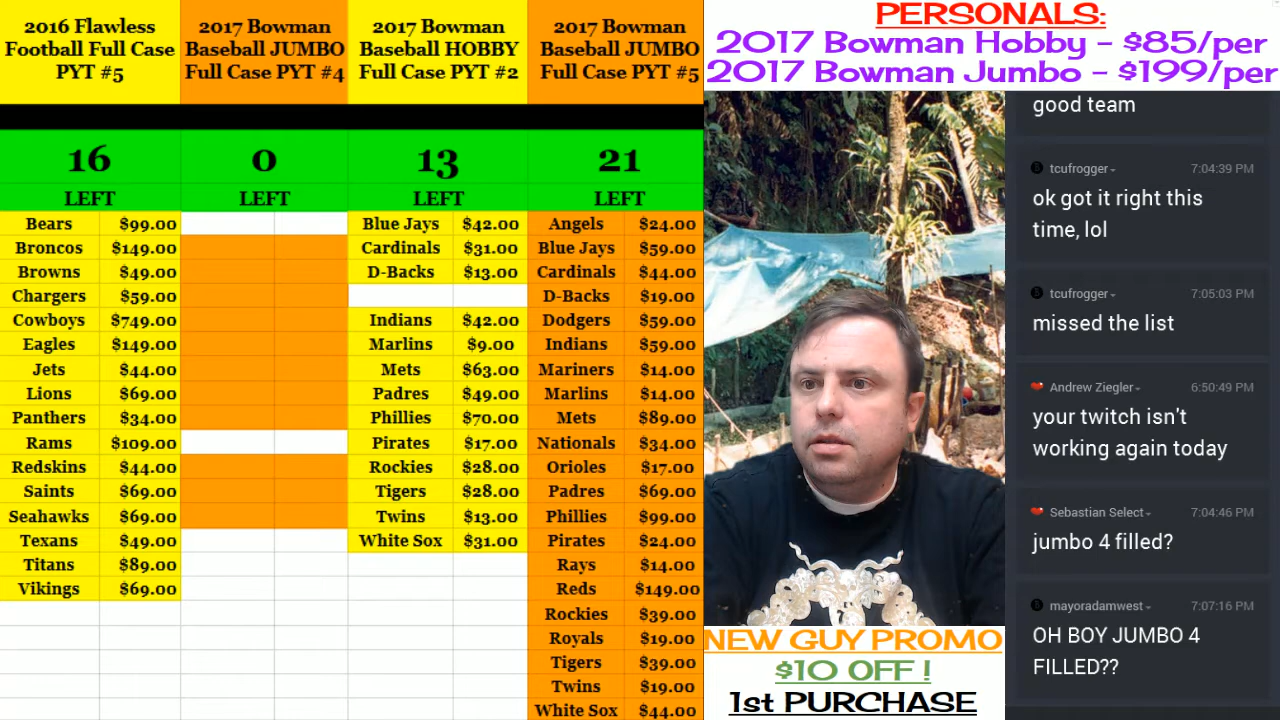 2016 Flawless
Football Full Case
PYT #5
2017 Bowman
Baseball JUMBO
Full Case PYT #4
2017 Bowman
Baseball HOBBY
Full Case PYT #2
2017 Bowman
Baseball JUMBO
Full Case PYT #5
16
LEFT
0
LEFT
13
LEFT
21
LEFT
Bears $99.00
Broncos $149.00
Browns $49.00
Chargers $59.00
Cowboys $749.00
Eagles $149.00
Jets $44.00
Lions $69.00
Panthers $34.00
Rams $109.00
Redskins $44.00
Saints $69.00
Seahawks $69.00
Texans $49.00
Titans $89.00
Vikings $69.00
Blue Jays $42.00
Cardinals $31.00
D-Backs $13.00
Indians $42.00
Marlins $9.00
Mets $63.00
Padres $49.00
Phillies $70.00
Pirates $17.00
Rockies $28.00
Tigers $28.00
Twins $13.00
White Sox $31.00
Angels $24.00
Blue Jays $59.00
Cardinals $44.00
D-Backs $19.00
Dodgers $59.00
Indians $59.00
Mariners $14.00
Marlins $14.00
Mets $89.00
Nationals $34.00
Orioles $17.00
Padres $69.00
Phillies $99.00
Pirates $24.00
Rays $14.00
Reds $149.00
Rockies $39.00
Royals $19.00
Tigers $39.00
Twins $19.00
White Sox $44.00
PERSONALS:
2017 Bowman Hobby - $85/per
2017 Bowman Jumbo - $199/per
NEW GUY PROMO
$10 OFF !
1st PURCHASE
good team
tcufrogger 7:04:39 PM
ok got it right this
time, lol
tcufrogger 7:05:03 PM
missed the list
Andrew Ziegler 6:50:49 PM
your twitch isn't
working again today
Sebastian Select 7:04:46 PM
jumbo 4 filled?
mayoradamwest 7:07:16 PM
OH BOY JUMBO 4
FILLED??